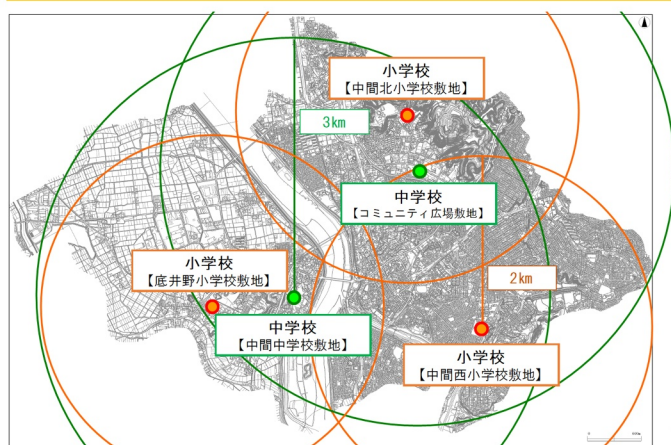 小学校
【中間北小学校敷地】
3km
中学校
【コミュニティ広場敷地】
小学校
【底井野小学校敷地】
2km
中学校
【中間中学校敷地】
小学校
【中間西小学校敷地】